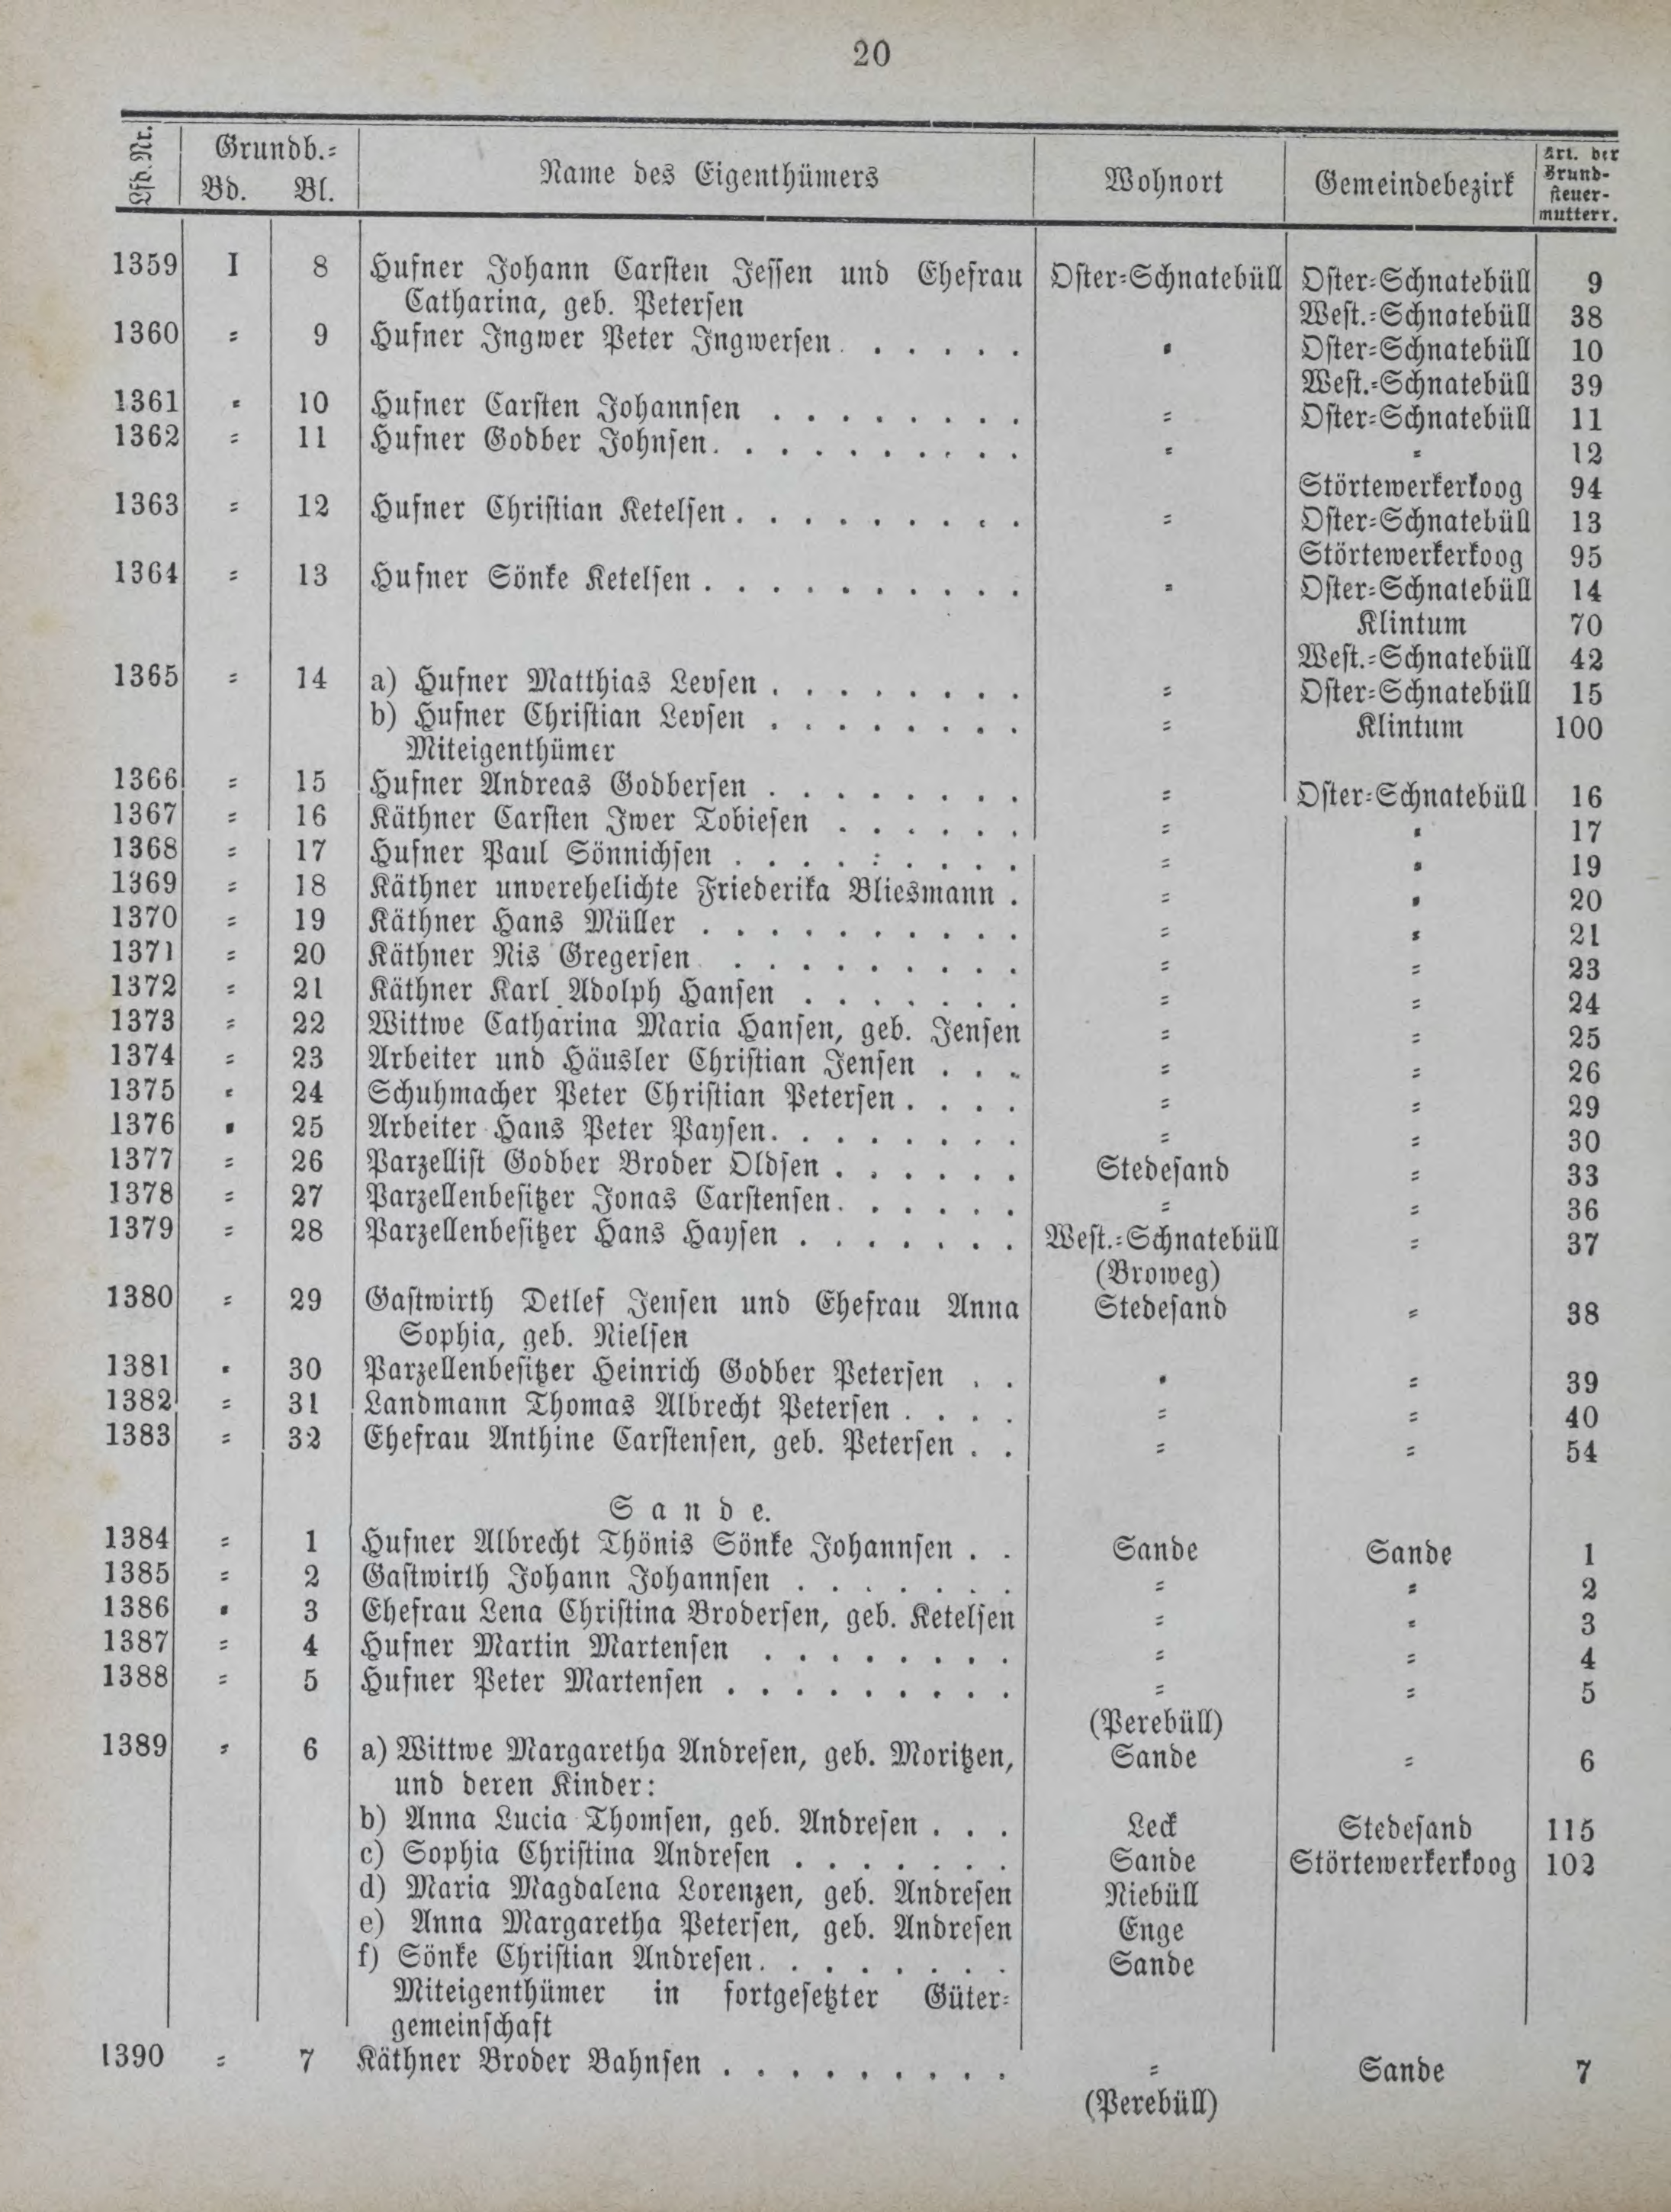 20
Lfd. Nr. Grundb.= Name des Eigenthümers Wohnort Gemeindebezirk Art. der
Grund-
Bd. Bl. steuer-
mutterr.
1359 I 8 Hufner Johann Carsten Jessen und Ehefrau Oster=Schnatebüll Oster=Schnatebüll 9
Catharina, geb. Petersen West.=Schnatebüll 38
1360 = 9 Hufner Ingwer Peter Ingwersen . . . . . . = Oster=Schnatebüll 10
West.=Schnatebüll 39
1361 = 10 Hufner Carsten Johannsen . . . . . . . . = Oster=Schnatebüll 11
1362 = 11 Hufner Godber Johnsen . . . . . . . . . . = = 12
Störtewerkerkoog 94
1363 = 12 Hufner Christian Ketelsen . . . . . . . . . = Oster=Schnatebüll 13
Störtewerkerkoog 95
1364 = 13 Hufner Sönke Ketelsen . . . . . . . . . . = Oster=Schnatebüll 14
Klintum 70
West.=Schnatebüll 42
1365 = 14 a) Hufner Matthias Levsen . . . . . . . . = Oster=Schnatebüll 15
b) Hufner Christian Levsen . . . . . . . . = Klintum 100
Miteigenthümer
1366 = 15 Hufner Andreas Godbersen . . . . . . . . = Oster=Schnatebüll 16
1367 = 16 Käthner Carsten Iwer Tobiesen . . . . . . = = 17
1368 = 17 Hufner Paul Sönnichsen . . . . . . . . . = = 19
1369 = 18 Käthner unverehelichte Friederika Bliesmann . = = 20
1370 = 19 Käthner Hans Müller . . . . . . . . . . = = 21
1371 = 20 Käthner Nis Gregersen . . . . . . . . . = = 23
1372 = 21 Käthner Karl Adolph Hansen . . . . . . . = = 24
1373 = 22 Wittwe Catharina Maria Hansen, geb. Jensen = = 25
1374 = 23 Arbeiter und Häusler Christian Jensen . . . = = 26
1375 = 24 Schuhmacher Peter Christian Petersen . . . . = = 29
1376 = 25 Arbeiter Hans Peter Paysen . . . . . . . . = = 30
1377 = 26 Parzellist Godber Broder Oldsen . . . . . . Stedesand = 33
1378 = 27 Parzellenbesitzer Jonas Carstensen . . . . . . = = 36
1379 = 28 Parzellenbesitzer Hans Haysen . . . . . . . West.=Schnatebüll = 37
(Broweg)
1380 = 29 Gastwirth Detlef Jensen und Ehefrau Anna Stedesand = 38
Sophia, geb. Nielsen
1381 = 30 Parzellenbesitzer Heinrich Godber Petersen . . = = 39
1382 = 31 Landmann Thomas Albrecht Petersen . . . . = = 40
1383 = 32 Ehefrau Anthine Carstensen, geb. Petersen . . = = 54
Sande.
1384 = 1 Hufner Albrecht Thönis Sönke Johannsen . . Sande Sande 1
1385 = 2 Gastwirth Johann Johannsen . . . . . . . = = 2
1386 = 3 Ehefrau Lena Christina Brodersen, geb. Ketelsen = = 3
1387 = 4 Hufner Martin Martensen . . . . . . . . = = 4
1388 = 5 Hufner Peter Martensen . . . . . . . . . = = 5
(Perebüll)
1389 = 6 a) Wittwe Margaretha Andresen, geb. Moritzen, Sande = 6
und deren Kinder:
b) Anna Lucia Thomsen, geb. Andresen . . . Leck Stedesand 115
c) Sophia Christina Andresen . . . . . . . Sande Störtewerkerkoog 102
d) Maria Magdalena Lorenzen, geb. Andresen Niebüll
e) Anna Margaretha Petersen, geb. Andresen Enge
f) Sönke Christian Andresen . . . . . . . . Sande
Miteigenthümer in fortgesetzter Güter=
gemeinschaft
1390 = 7 Käthner Broder Bahnsen . . . . . . . . . = Sande 7
(Perebüll)